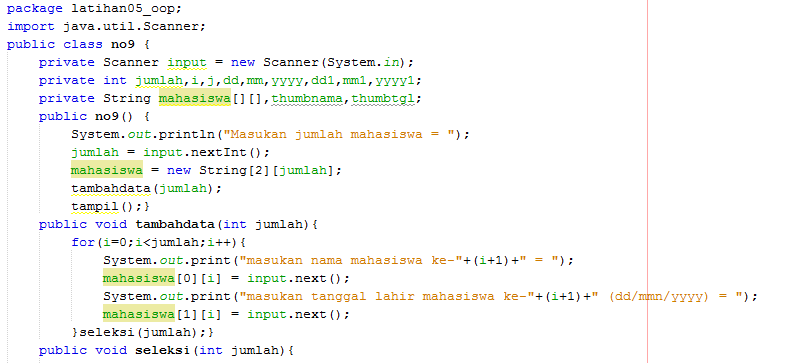 package latihan05_oop;
import java.util.Scanner;
public class no9 {
    private Scanner input = new Scanner(System.in);
    private int jumlah,i,j,dd,mm,yyyy,dd1,mm1,yyyy1;
    private String mahasiswa[][],thumbnama,thumbtgl;
    public no9() {
        System.out.println("Masukan jumlah mahasiswa = ");
        jumlah = input.nextInt();
        mahasiswa = new String[2][jumlah];
        tambahdata(jumlah);
        tampil();}
    public void tambahdata(int jumlah){
        for(i=0;i<jumlah;i++){
            System.out.print("masukan nama mahasiswa ke-"+(i+1)+" = ");
            mahasiswa[0][i] = input.next();
            System.out.print("masukan tanggal lahir mahasiswa ke-"+(i+1)+" (dd/mmn/yyyy) = ");
            mahasiswa[1][i] = input.next();
        }seleksi(jumlah);}
    public void seleksi(int jumlah){